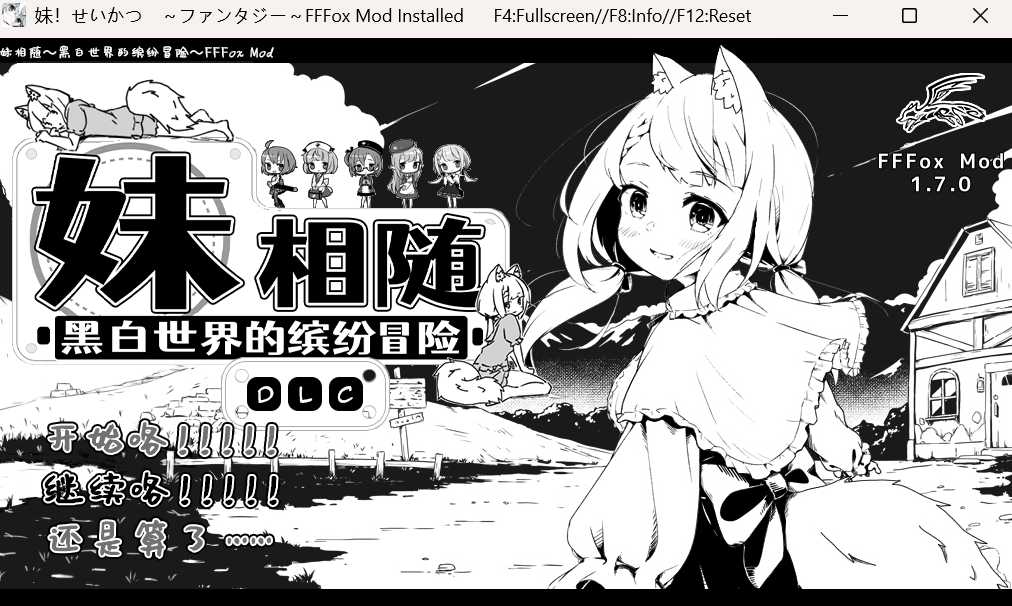 妹！せいかつ　～ファンタジー～FFFox Mod Installed　　F4:Fullscreen//F8:Info//F12:Reset
妹相随～黑白世界的缤纷冒险～FFFox Mod
FFFox Mod
1.7.0
妹相随
黑白世界的缤纷冒险
DLC
开始咯!!!!!
继续咯!!!!!
还是算了……